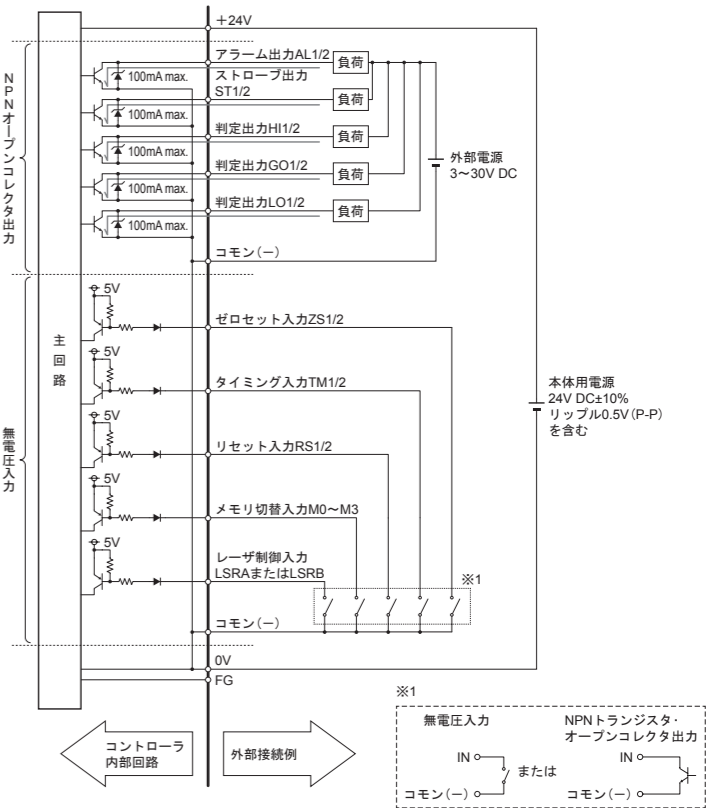 ＋24V
NPNオープンコレクタ出力
アラーム出力AL1/2
負荷
100mA max.
ストローブ出力
ST1/2
負荷
100mA max.
判定出力HI1/2
負荷
100mA max.
判定出力GO1/2
負荷
100mA max.
判定出力LO1/2
負荷
100mA max.
コモン（－）
外部電源
3～30V DC
主回路
無電圧入力
5V
ゼロセット入力ZS1/2
5V
タイミング入力TM1/2
5V
リセット入力RS1/2
5V
メモリ切替入力M0～M3
5V
レーザ制御入力
LSRAまたはLSRB
※1
コモン（－）
本体用電源
24V DC±10%
リップル0.5V（P-P）
を含む
0V
FG
コントローラ
内部回路
外部接続例
※1
無電圧入力
IN
または
コモン（－）
NPNトランジスタ・
オープンコレクタ出力
IN
コモン（－）